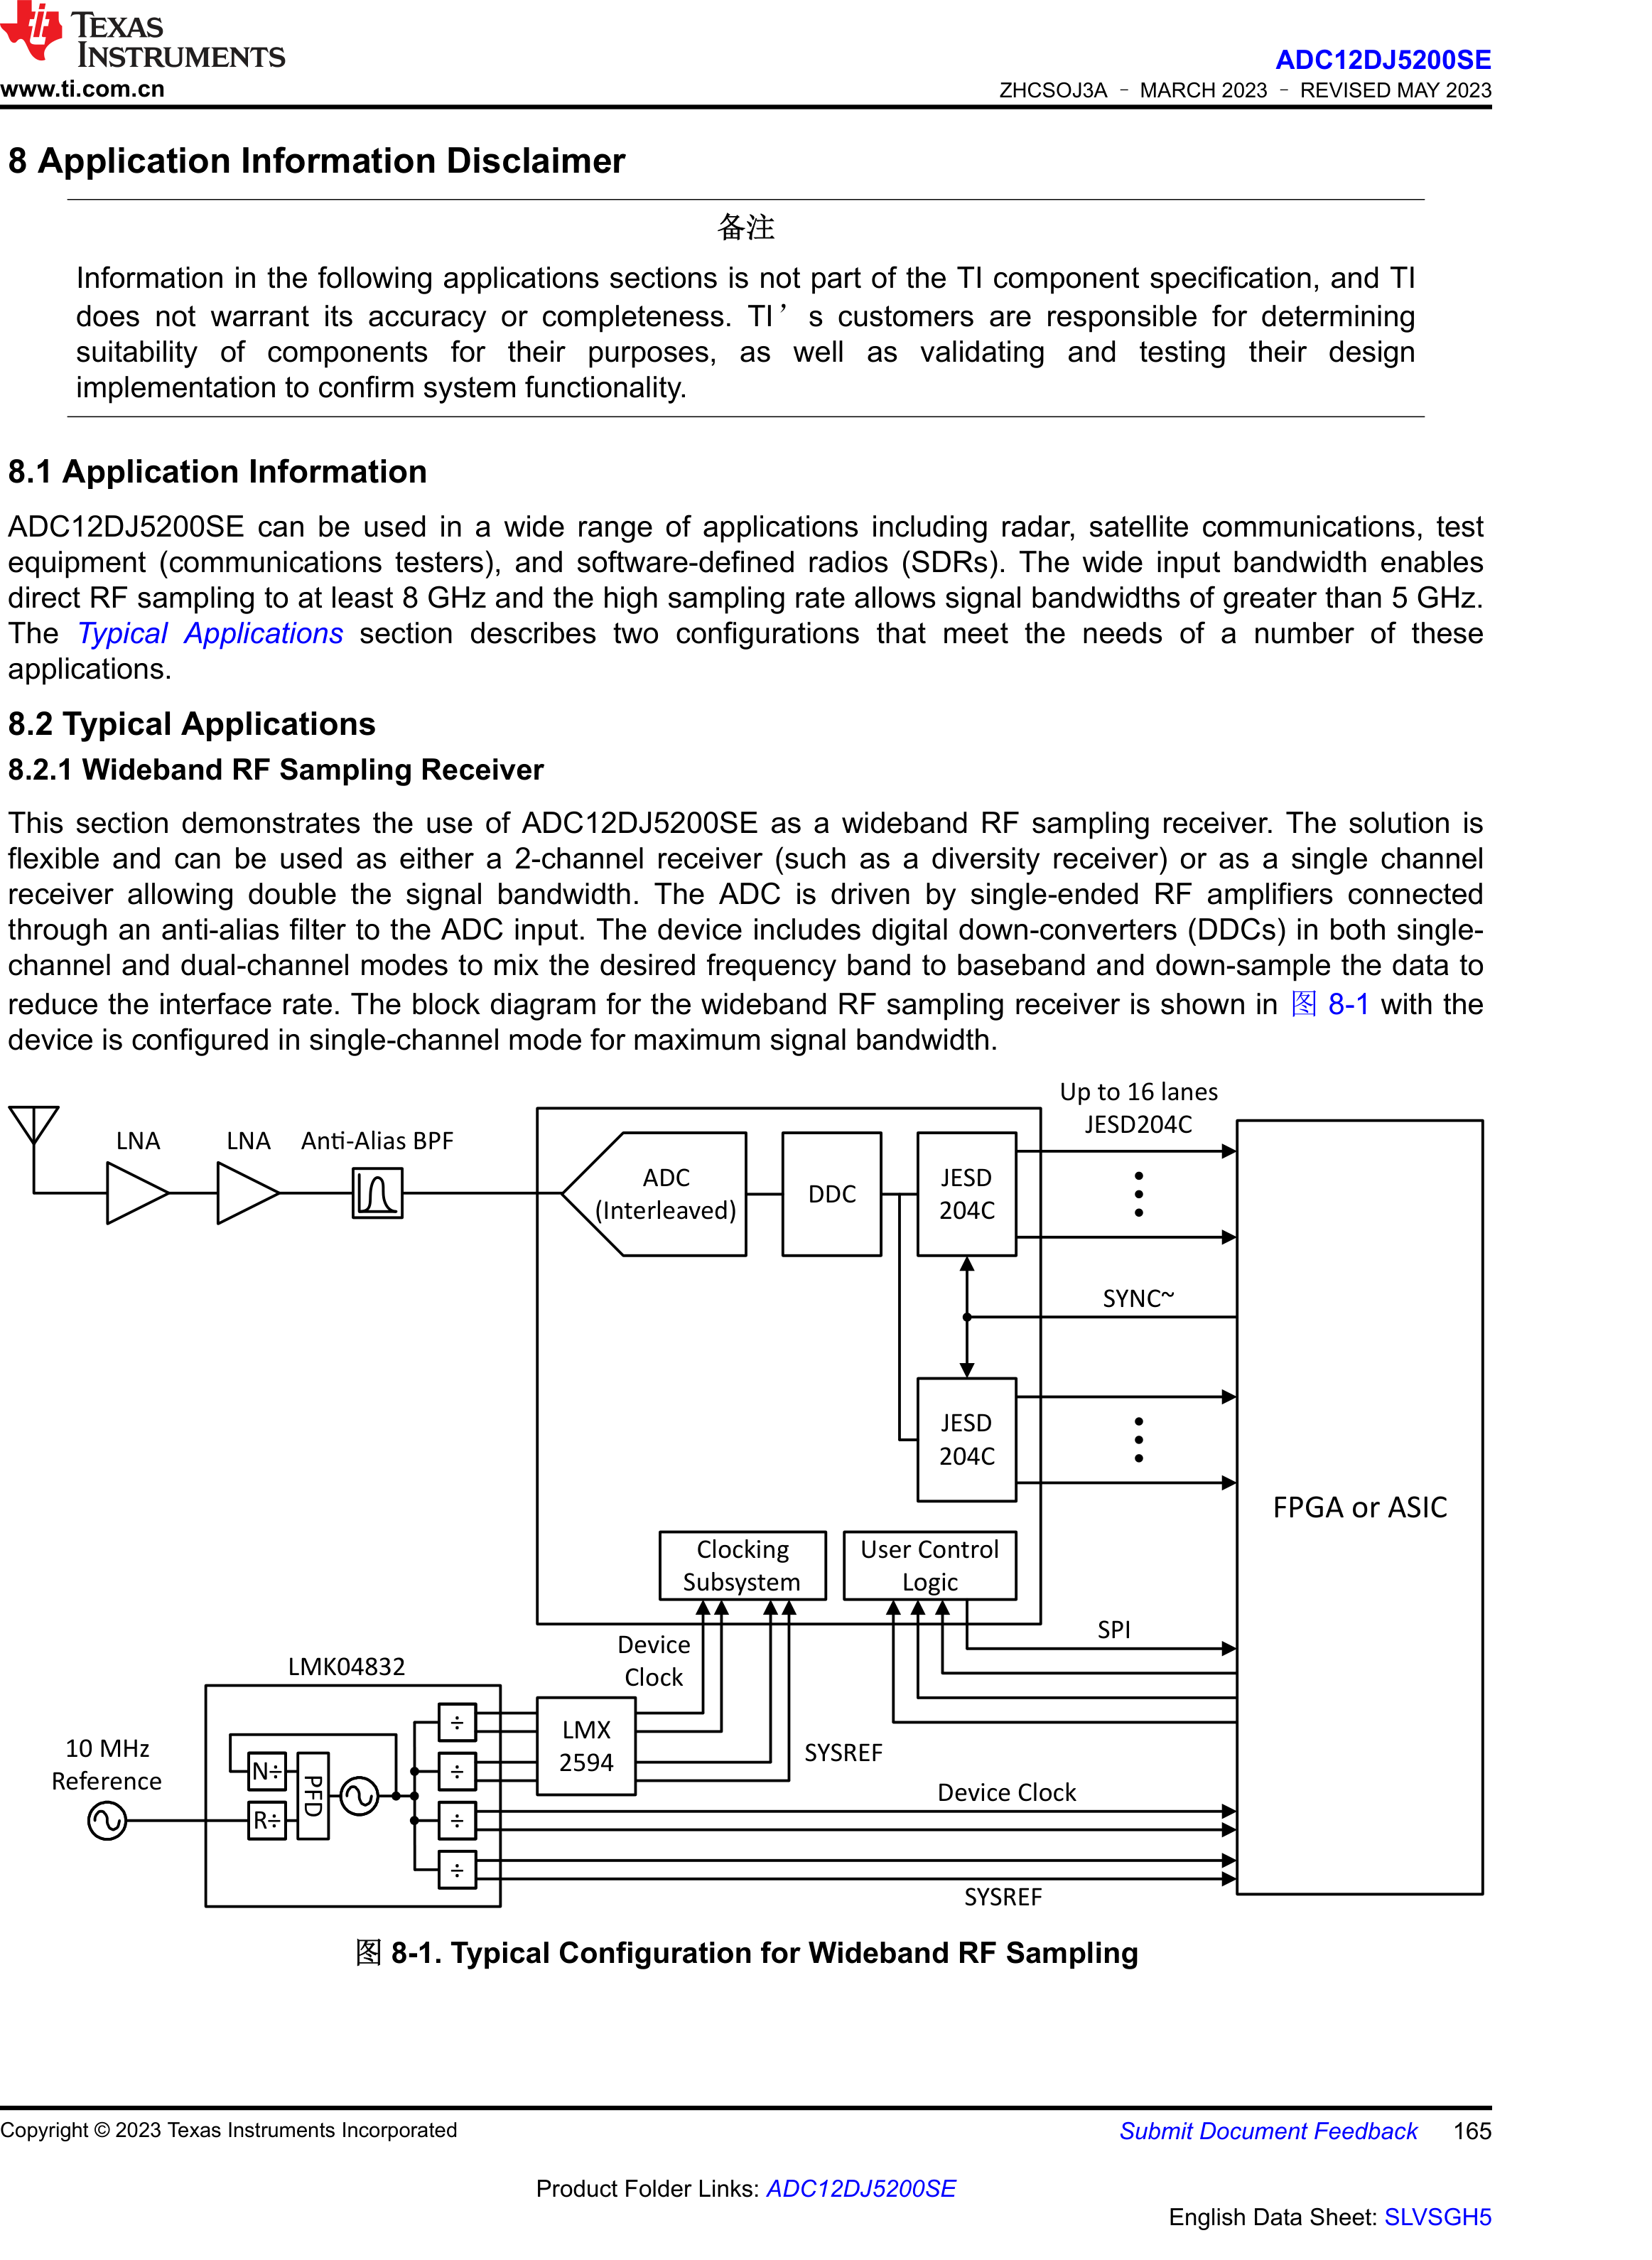 TEXAS
INSTRUMENTS
www.ti.com.cn
ADC12DJ5200SE
ZHCSOJ3A – MARCH 2023 – REVISED MAY 2023
8 Application Information Disclaimer
备注
Information in the following applications sections is not part of the TI component specification, and TI
does not warrant its accuracy or completeness. TI’s customers are responsible for determining
suitability of components for their purposes, as well as validating and testing their design
implementation to confirm system functionality.
8.1 Application Information
ADC12DJ5200SE can be used in a wide range of applications including radar, satellite communications, test
equipment (communications testers), and software-defined radios (SDRs). The wide input bandwidth enables
direct RF sampling to at least 8 GHz and the high sampling rate allows signal bandwidths of greater than 5 GHz.
The Typical Applications section describes two configurations that meet the needs of a number of these
applications.
8.2 Typical Applications
8.2.1 Wideband RF Sampling Receiver
This section demonstrates the use of ADC12DJ5200SE as a wideband RF sampling receiver. The solution is
flexible and can be used as either a 2-channel receiver (such as a diversity receiver) or as a single channel
receiver allowing double the signal bandwidth. The ADC is driven by single-ended RF amplifiers connected
through an anti-alias filter to the ADC input. The device includes digital down-converters (DDCs) in both single-
channel and dual-channel modes to mix the desired frequency band to baseband and down-sample the data to
reduce the interface rate. The block diagram for the wideband RF sampling receiver is shown in 图 8-1 with the
device is configured in single-channel mode for maximum signal bandwidth.
Up to 16 lanes
JESD204C
LNA
LNA
Anti-Alias BPF
ADC
(Interleaved)
DDC
JESD
204C
SYNC~
JESD
204C
FPGA or ASIC
Clocking
Subsystem
User Control
Logic
SPI
Device
Clock
LMK04832
LMX
2594
SYSREF
10 MHz
Reference
N÷
R÷
PFD
÷
÷
÷
÷
Device Clock
SYSREF
图 8-1. Typical Configuration for Wideband RF Sampling
Copyright © 2023 Texas Instruments Incorporated
Submit Document Feedback 165
Product Folder Links: ADC12DJ5200SE
English Data Sheet: SLVSGH5